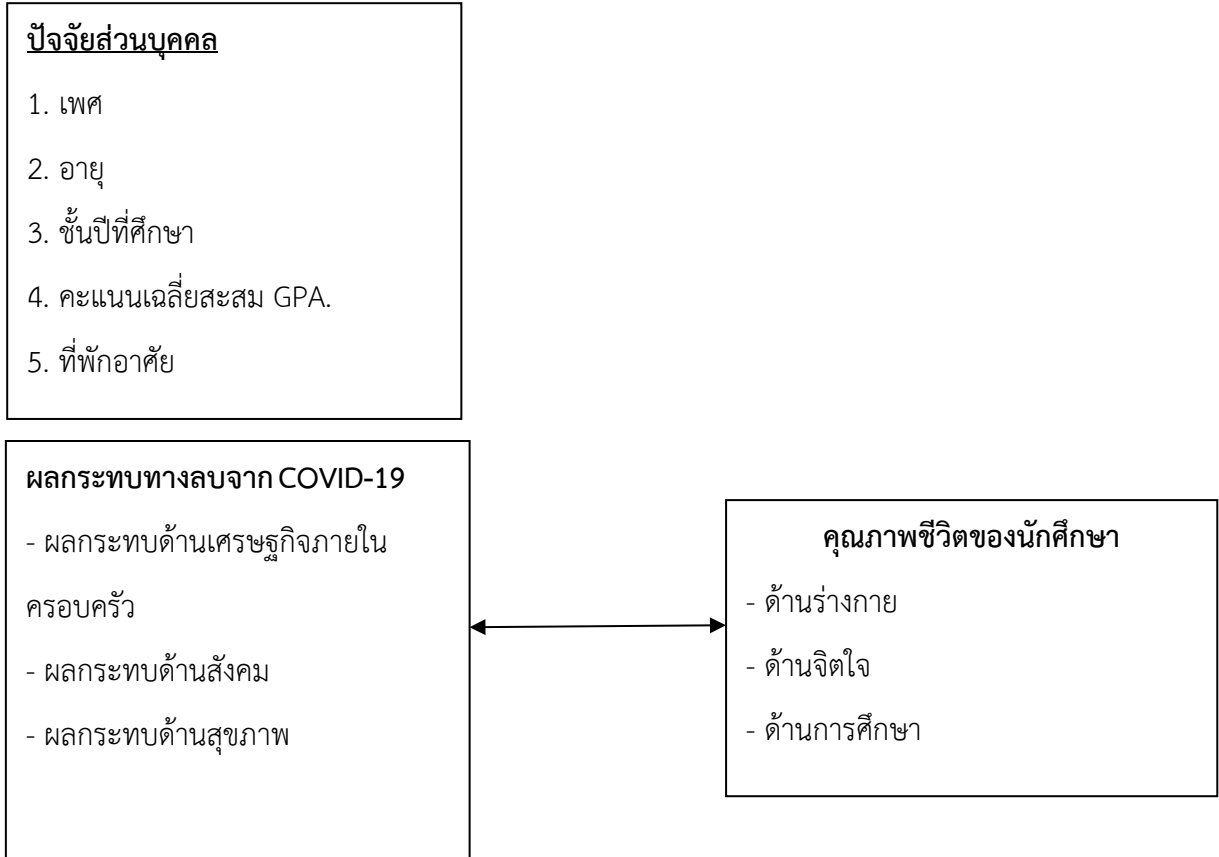 ปัจจัยส่วนบุคคล
1. เพศ
2. อายุ
3. ชั้นปีที่ศึกษา
4. คะแนนเฉลี่ยสะสม GPA.
5. ที่พักอาศัย
ผลกระทบทางลบจาก COVID-19
- ผลกระทบด้านเศรษฐกิจภายใน
ครอบครัว
- ผลกระทบด้านสังคม
- ผลกระทบด้านสุขภาพ
คุณภาพชีวิตของนักศึกษา
- ด้านร่างกาย
- ด้านจิตใจ
- ด้านการศึกษา